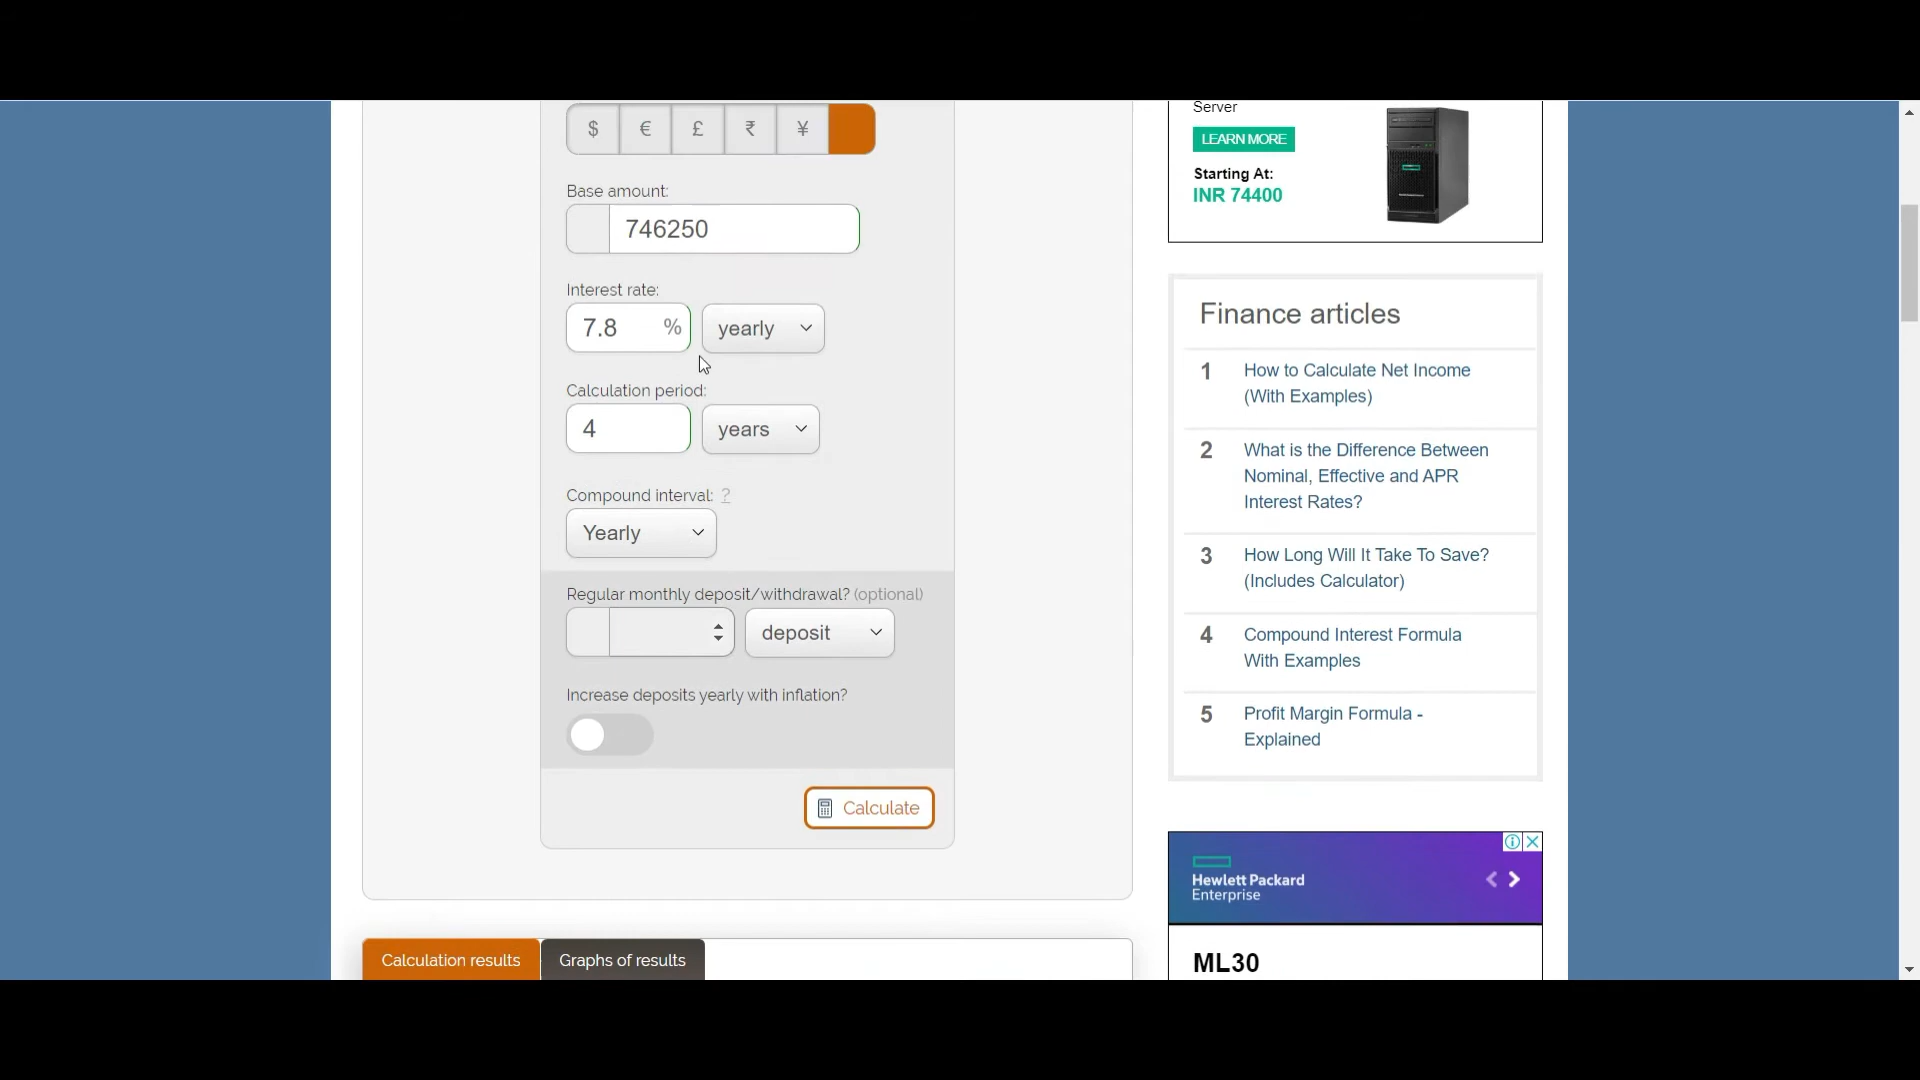 $ € £ ₹ ¥
Base amount:
746250
Interest rate:
7.8 % yearly
Calculation period:
4 years
Compound interval: ?
Yearly
Regular monthly deposit/withdrawal? (optional)
deposit
Increase deposits yearly with inflation?
Calculate
Calculation results
Graphs of results
Server
LEARN MORE
Starting At:
INR 74400
Finance articles
1 How to Calculate Net Income
(With Examples)
2 What is the Difference Between
Nominal, Effective and APR
Interest Rates?
3 How Long Will It Take To Save?
(Includes Calculator)
4 Compound Interest Formula
With Examples
5 Profit Margin Formula -
Explained
Hewlett Packard
Enterprise
ML30